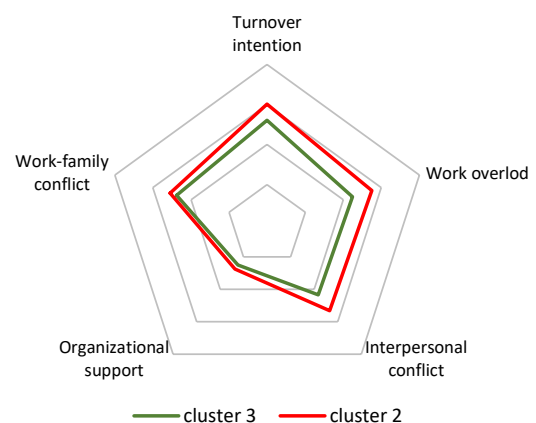 Turnover
intention
Work-family
conflict
Work overlod
Organizational
support
Interpersonal
conflict
cluster 3
cluster 2